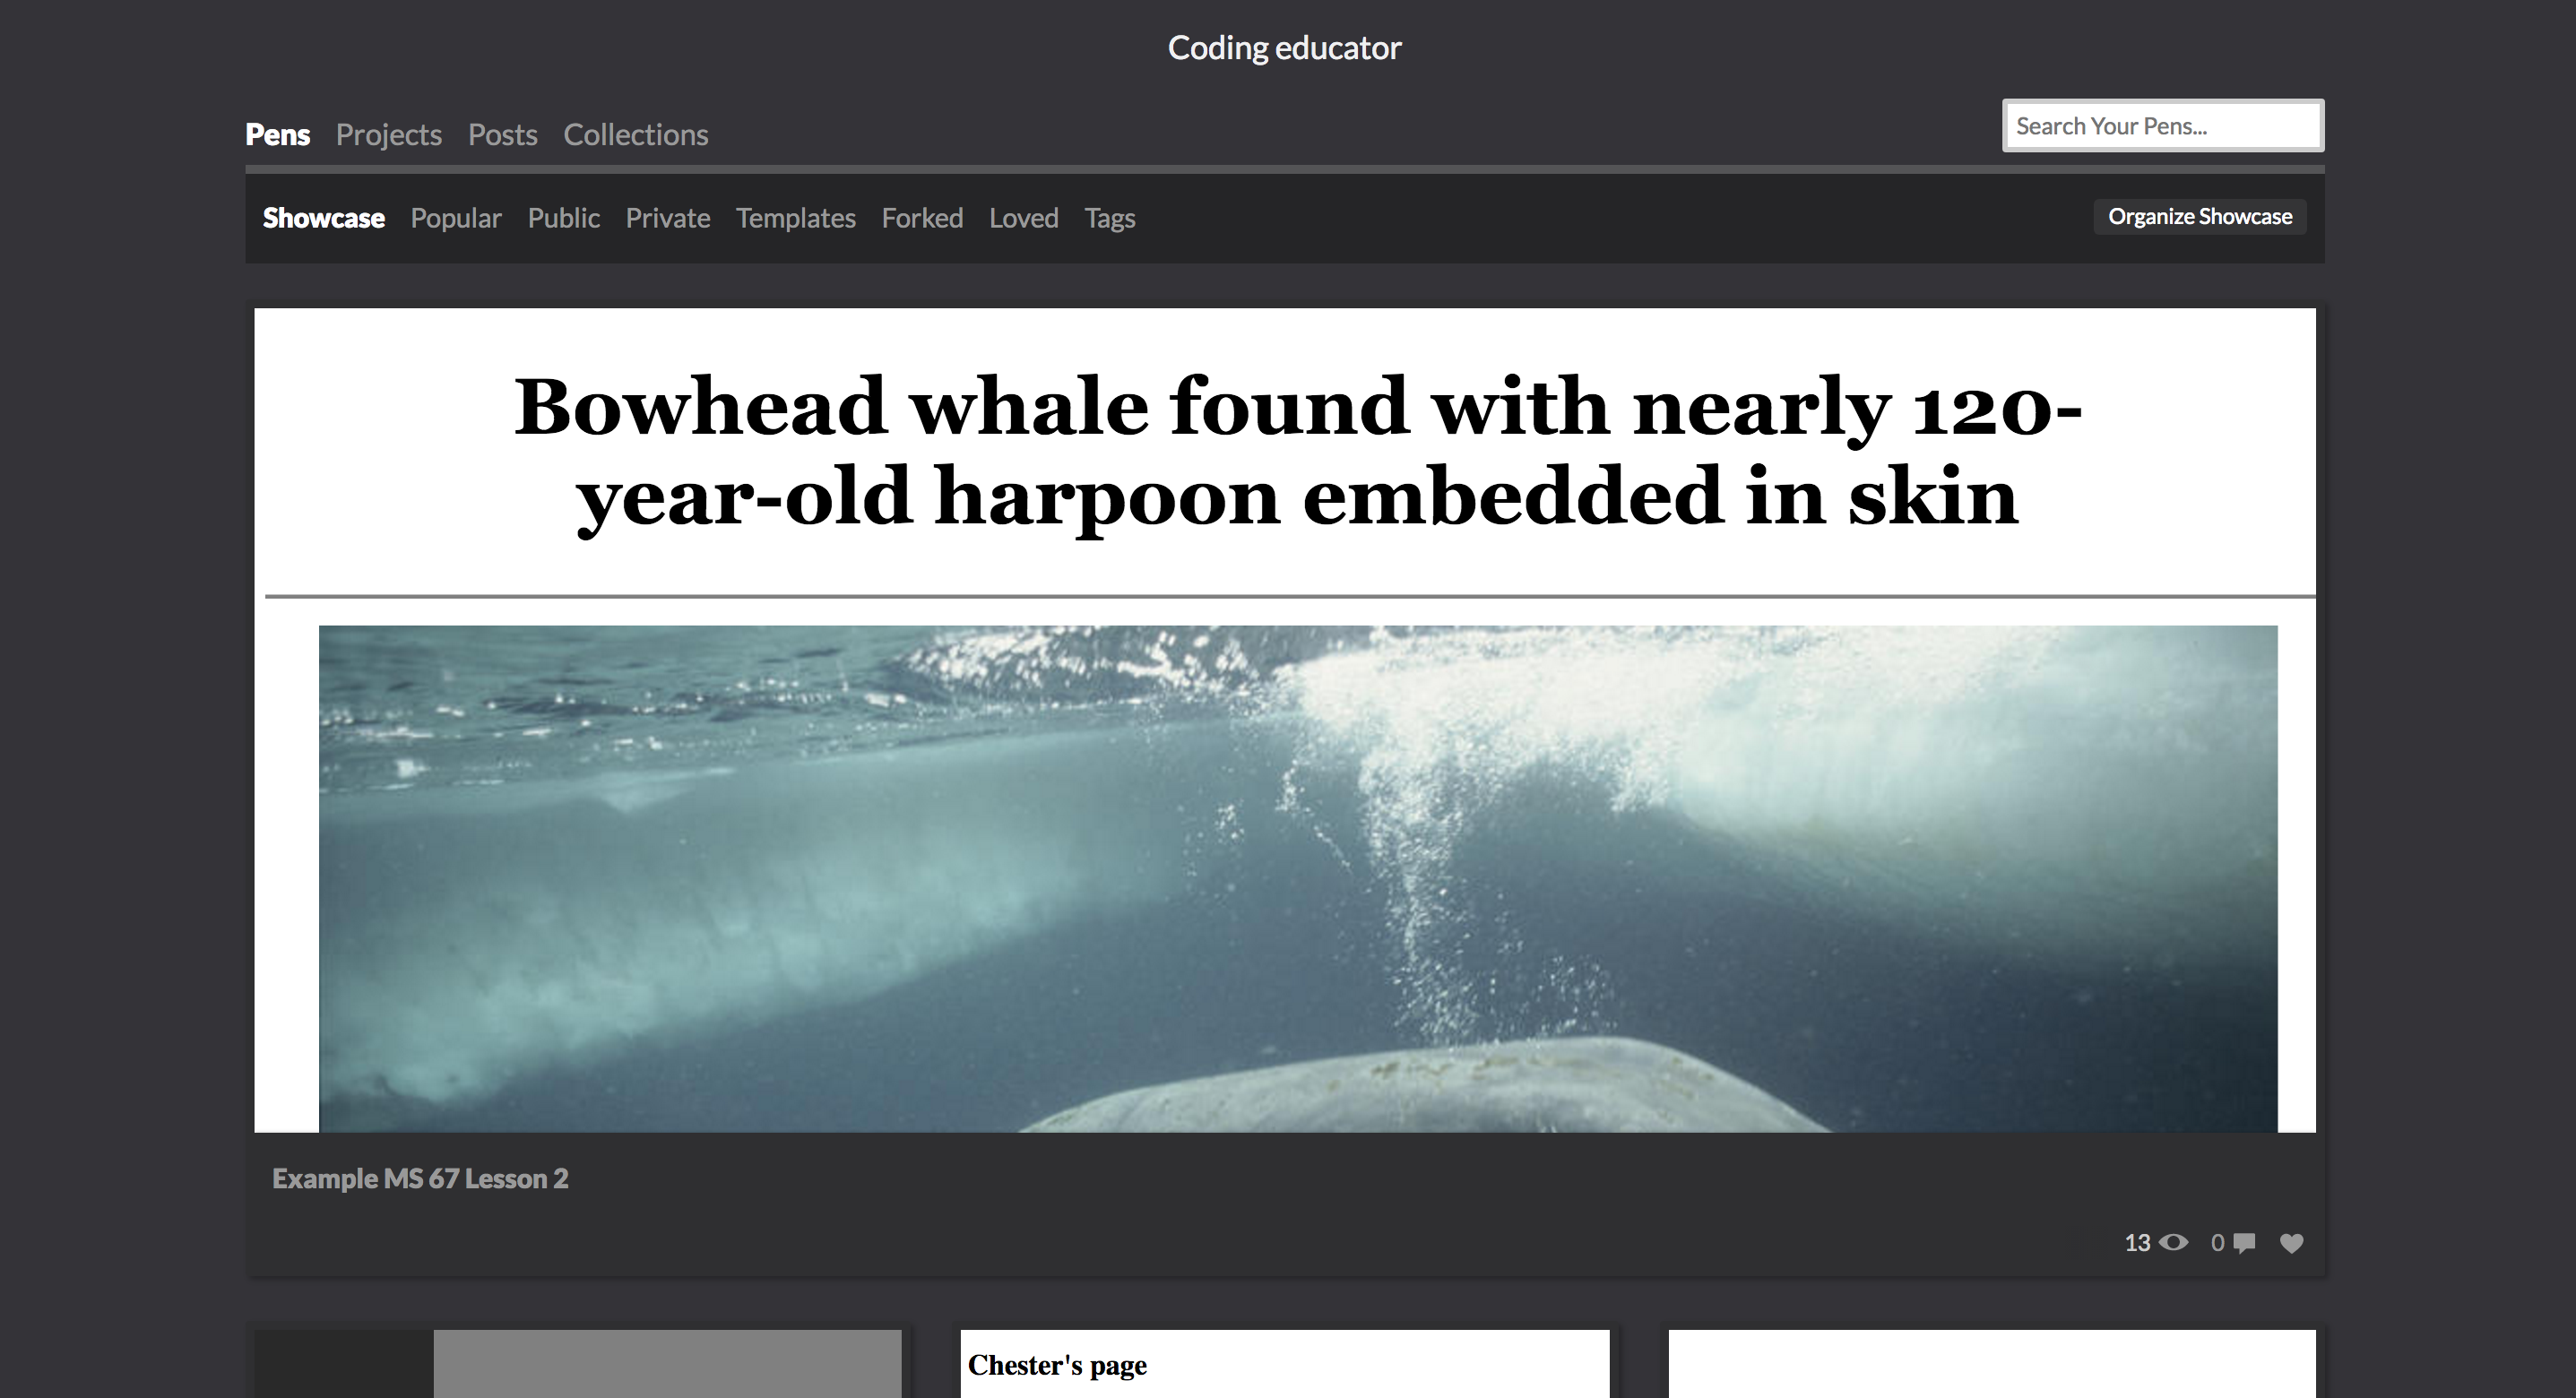 Coding educator
Pens Projects Posts Collections
Search Your Pens...
Showcase Popular Public Private Templates Forked Loved Tags
Organize Showcase
Bowhead whale found with nearly 120-
year-old harpoon embedded in skin
Example MS 67 Lesson 2
13 0
Chester's page